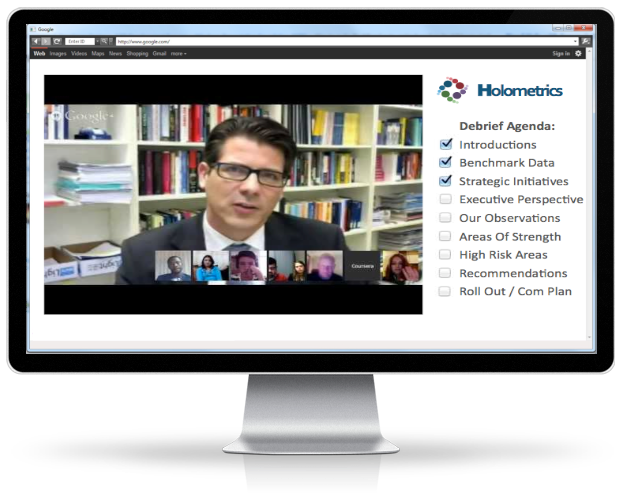 Google
Enter ID
http://www.google.com/
Web Images Videos Maps News Shopping Gmail more
Sign in
Google+
Holometrics
Debrief Agenda:
Introductions
Benchmark Data
Strategic Initiatives
Executive Perspective
Our Observations
Areas Of Strength
High Risk Areas
Recommendations
Roll Out / Com Plan
Coursera